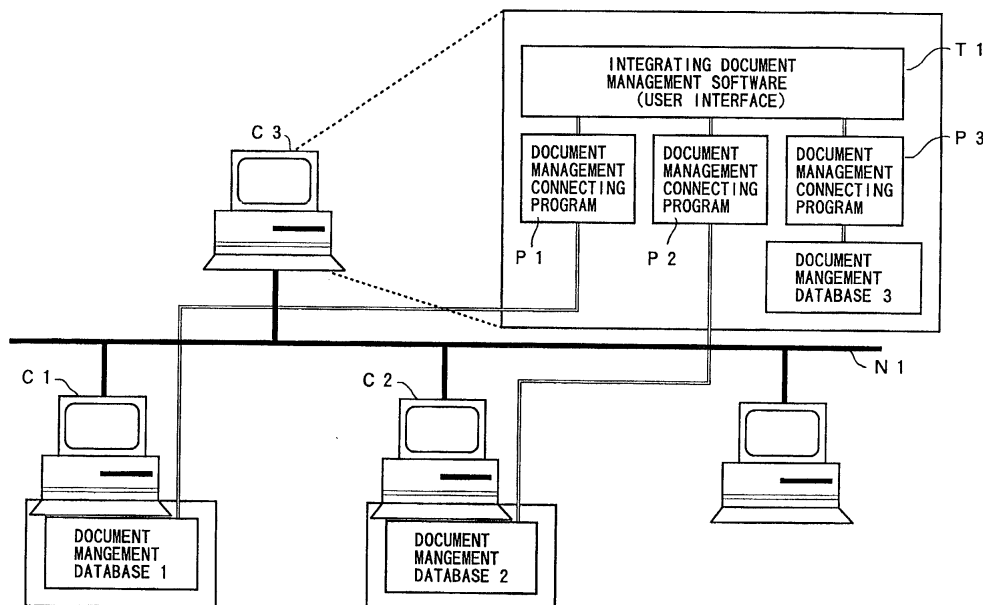 T 1
INTEGRATING DOCUMENT
MANAGEMENT SOFTWARE
(USER INTERFACE)
C 3
P 3
DOCUMENT
MANAGEMENT
CONNECTING
PROGRAM
DOCUMENT
MANAGEMENT
CONNECTING
PROGRAM
DOCUMENT
MANAGEMENT
CONNECTING
PROGRAM
P 1
P 2
DOCUMENT
MANGEMENT
DATABASE 3
N 1
C 1
C 2
DOCUMENT
MANGEMENT
DATABASE 1
DOCUMENT
MANGEMENT
DATABASE 2